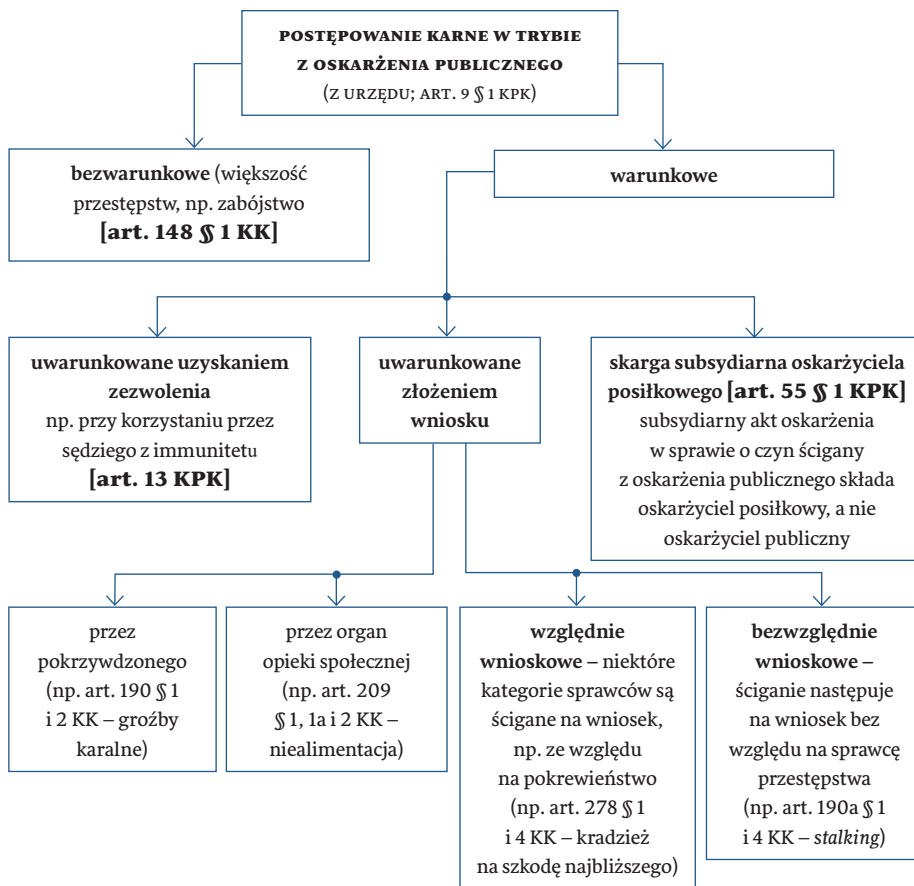 POSTĘPOWANIE KARNE W TRYBIE
Z OSKARŻENIA PUBLICZNEGO
(Z URZĘDU; ART. 9 § 1 KPK)
bezwarunkowe (większość
przestępstw, np. zabójstwo
[art. 148 § 1 KK]
warunkowe
uwarunkowane uzyskaniem
zezwolenia
np. przy korzystaniu przez
sędziego z immunitetu
[art. 13 KPK]
uwarunkowane
złożeniem
wniosku
skarga subsydiarna oskarżyciela
posiłkowego [art. 55 § 1 KPK]
subsydiarny akt oskarżenia
w sprawie o czyn ścigany
z oskarżenia publicznego składa
oskarżyciel posiłkowy, a nie
oskarżyciel publiczny
przez
pokrzywdzonego
(np. art. 190 § 1
i 2 KK – groźby
karalne)
przez organ
opieki społecznej
(np. art. 209
§ 1, 1a i 2 KK –
niealimentacja)
względnie
wnioskowe – niektóre
kategorie sprawców są
ścigane na wniosek,
np. ze względu
na pokrewieństwo
(np. art. 278 § 1
i 4 KK – kradzież
na szkodę najbliższego)
bezwzględnie
wnioskowe –
ściganie następuje
na wniosek bez
względu na sprawcę
przestępstwa
(np. art. 190a § 1
i 4 KK – stalking)